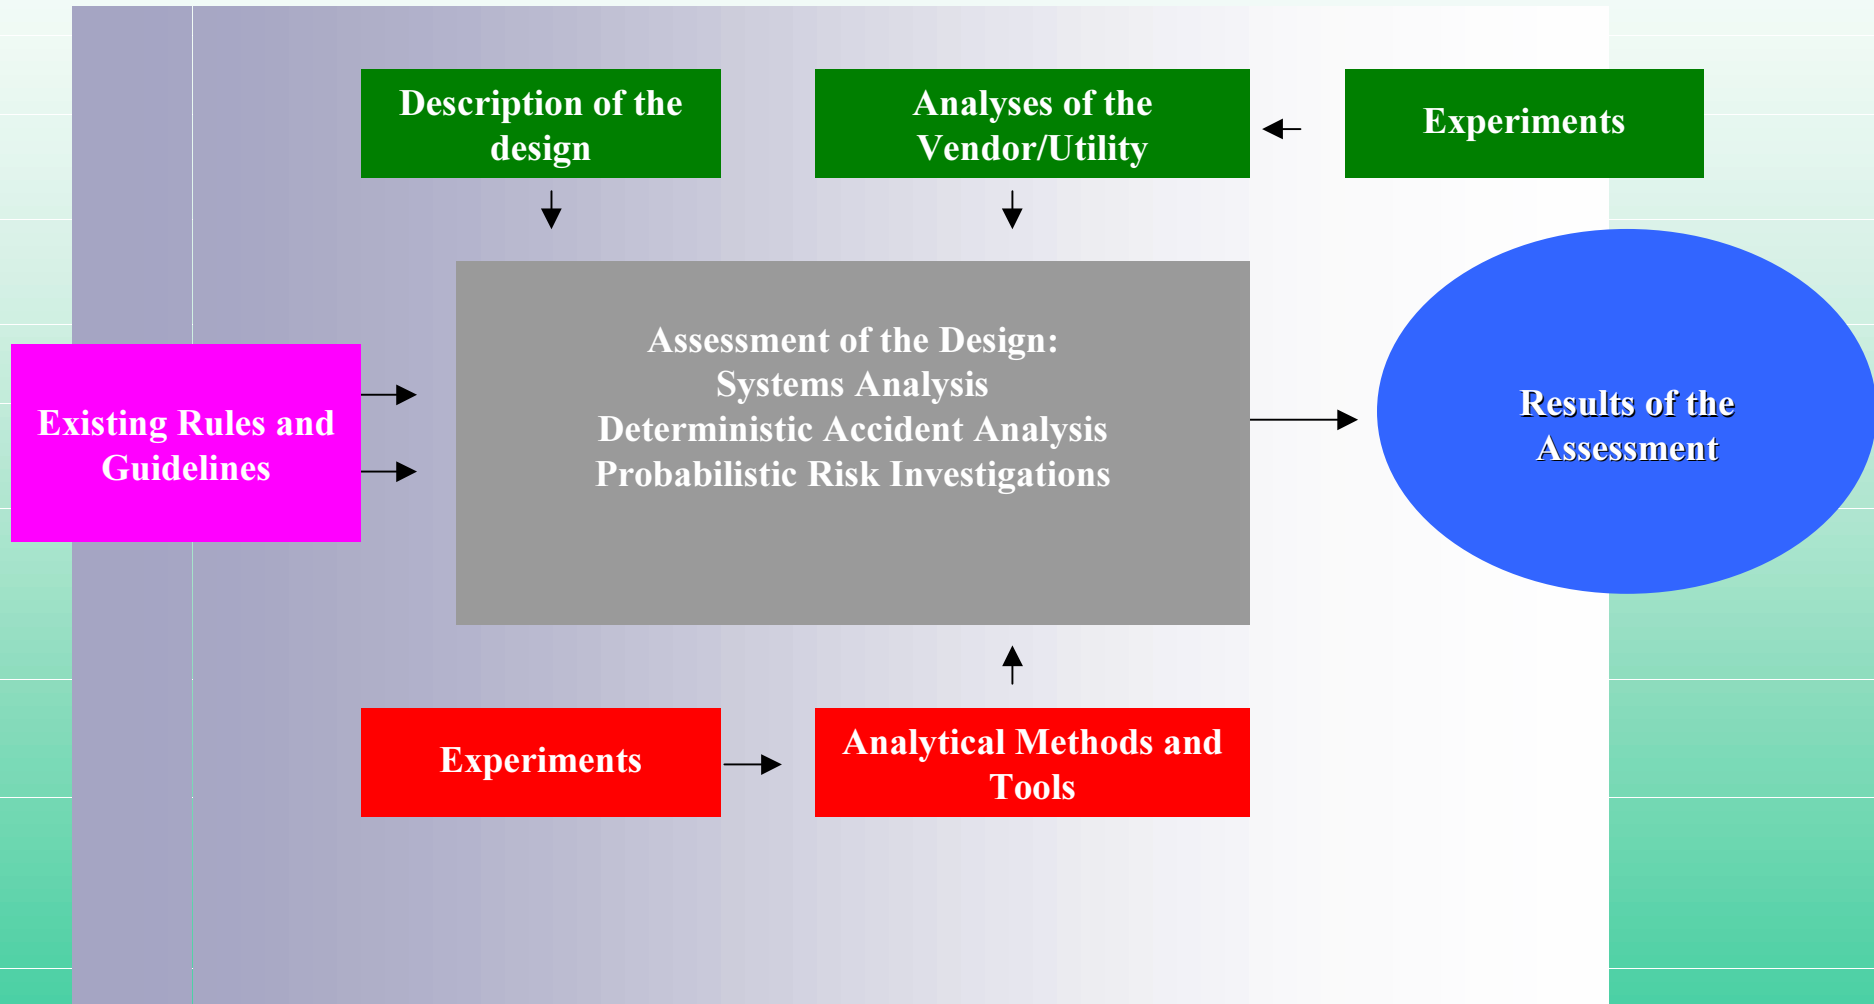 Description of the
design
Analyses of the
Vendor/Utility
Experiments
Existing Rules and
Guidelines
Assessment of the Design:
Systems Analysis
Deterministic Accident Analysis
Probabilistic Risk Investigations
Results of the
Assessment
Experiments
Analytical Methods and
Tools